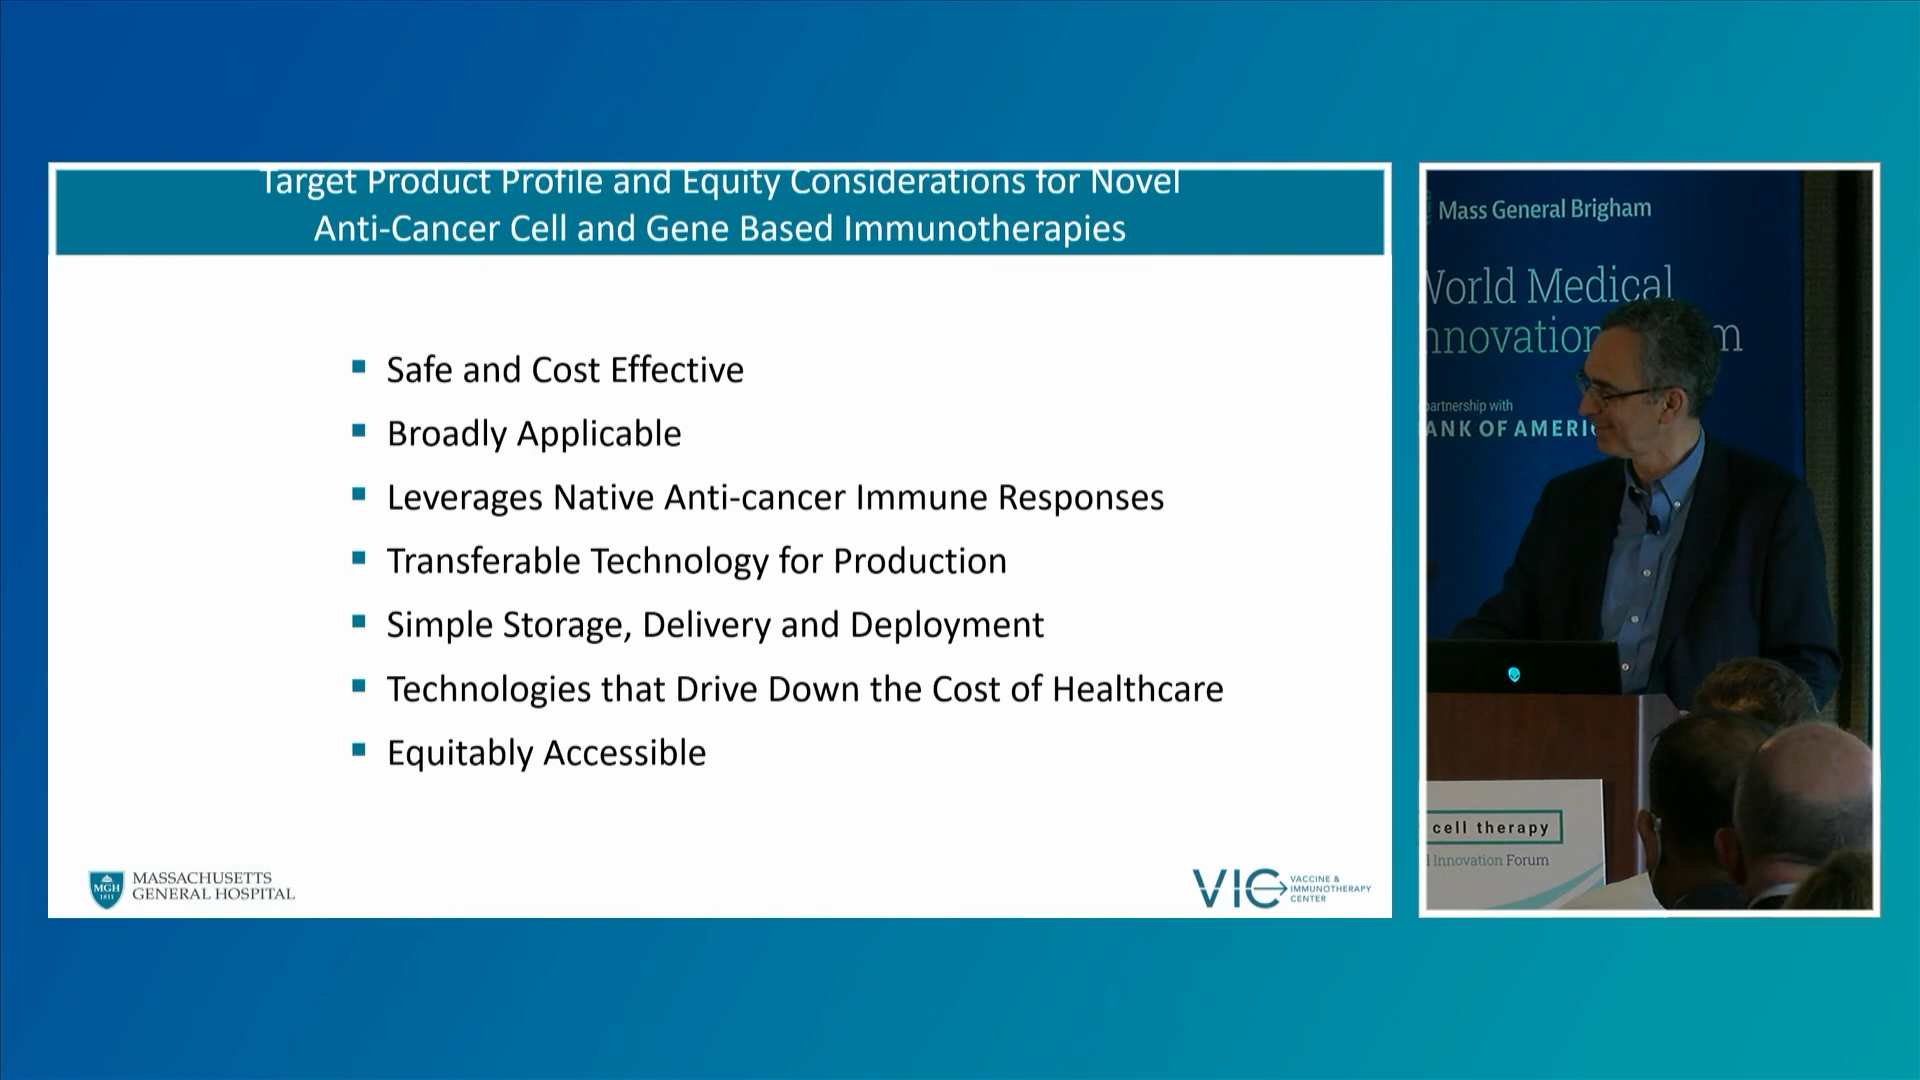 Target Product Profile and Equity Considerations for Novel
Anti-Cancer Cell and Gene Based Immunotherapies
Safe and Cost Effective
Broadly Applicable
Leverages Native Anti-cancer Immune Responses
Transferable Technology for Production
Simple Storage, Delivery and Deployment
Technologies that Drive Down the Cost of Healthcare
Equitably Accessible
MGH
1811
MASSACHUSETTS
GENERAL HOSPITAL
VIC
VACCINE &
IMMUNOTHERAPY
CENTER
Mass General Brigham
World Medical
nnovation m
partnership with
ANK OF AMERIC
cell therapy
l Innovation Forum